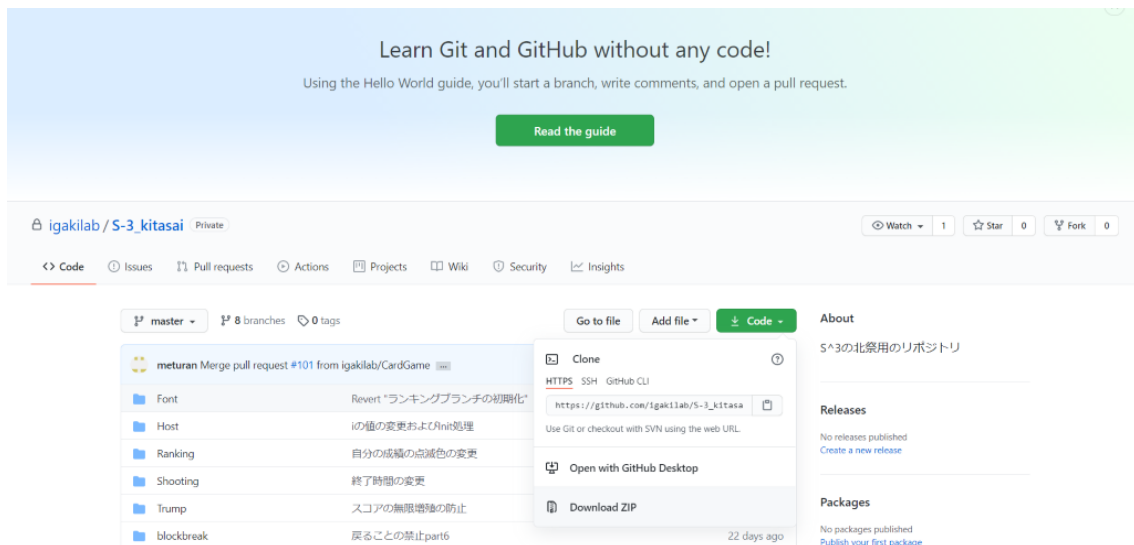 Learn Git and GitHub without any code!
Using the Hello World guide, you'll start a branch, write comments, and open a pull request.
Read the guide
igakilab / S-3_kitasai Private
Watch 1 Star 0 Fork 0
Code Issues Pull requests Actions Projects Wiki Security Insights
master 8 branches 0 tags Go to file Add file Code
About
S^3の北祭用のリポジトリ
meturan Merge pull request #101 from igakilab/CardGame ...
Clone
HTTPS SSH GitHub CLI
https://github.com/igakilab/S-3_kitasa
Use Git or checkout with SVN using the web URL.
Open with GitHub Desktop
Download ZIP
Font Revert "ランキングブランチの初期化"
Host iの値の変更およびInit処理
Ranking 自分の成績の点滅色の変更
Shooting 終了時間の変更
Trump スコアの無限増殖の防止
blockbreak 戻ることの禁止part6 22 days ago
Releases
No releases published
Create a new release
Packages
No packages published
Publish your first package